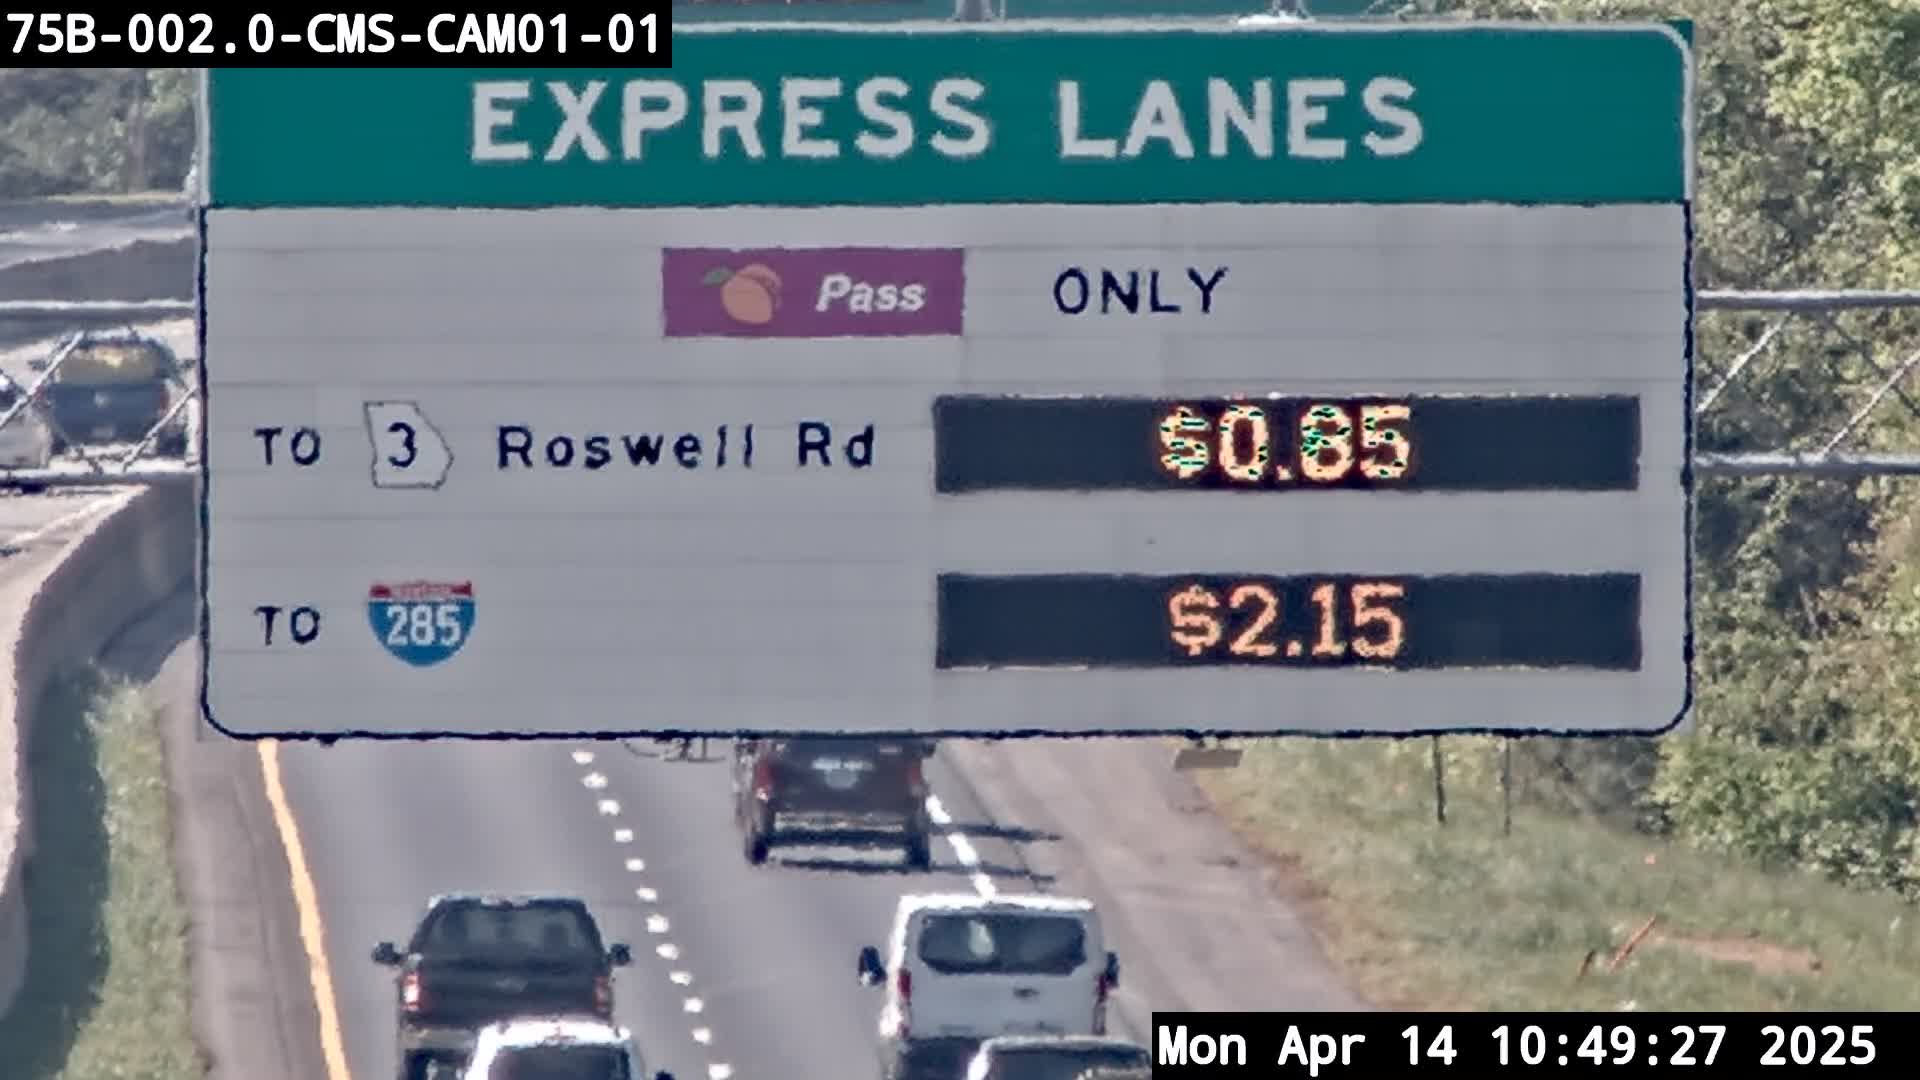 75B-002.0-CMS-CAM01-01
EXPRESS LANES
Pass ONLY
TO 3 Roswell Rd $0.85
TO 285 $2.15
Mon Apr 14 10:49:27 2025